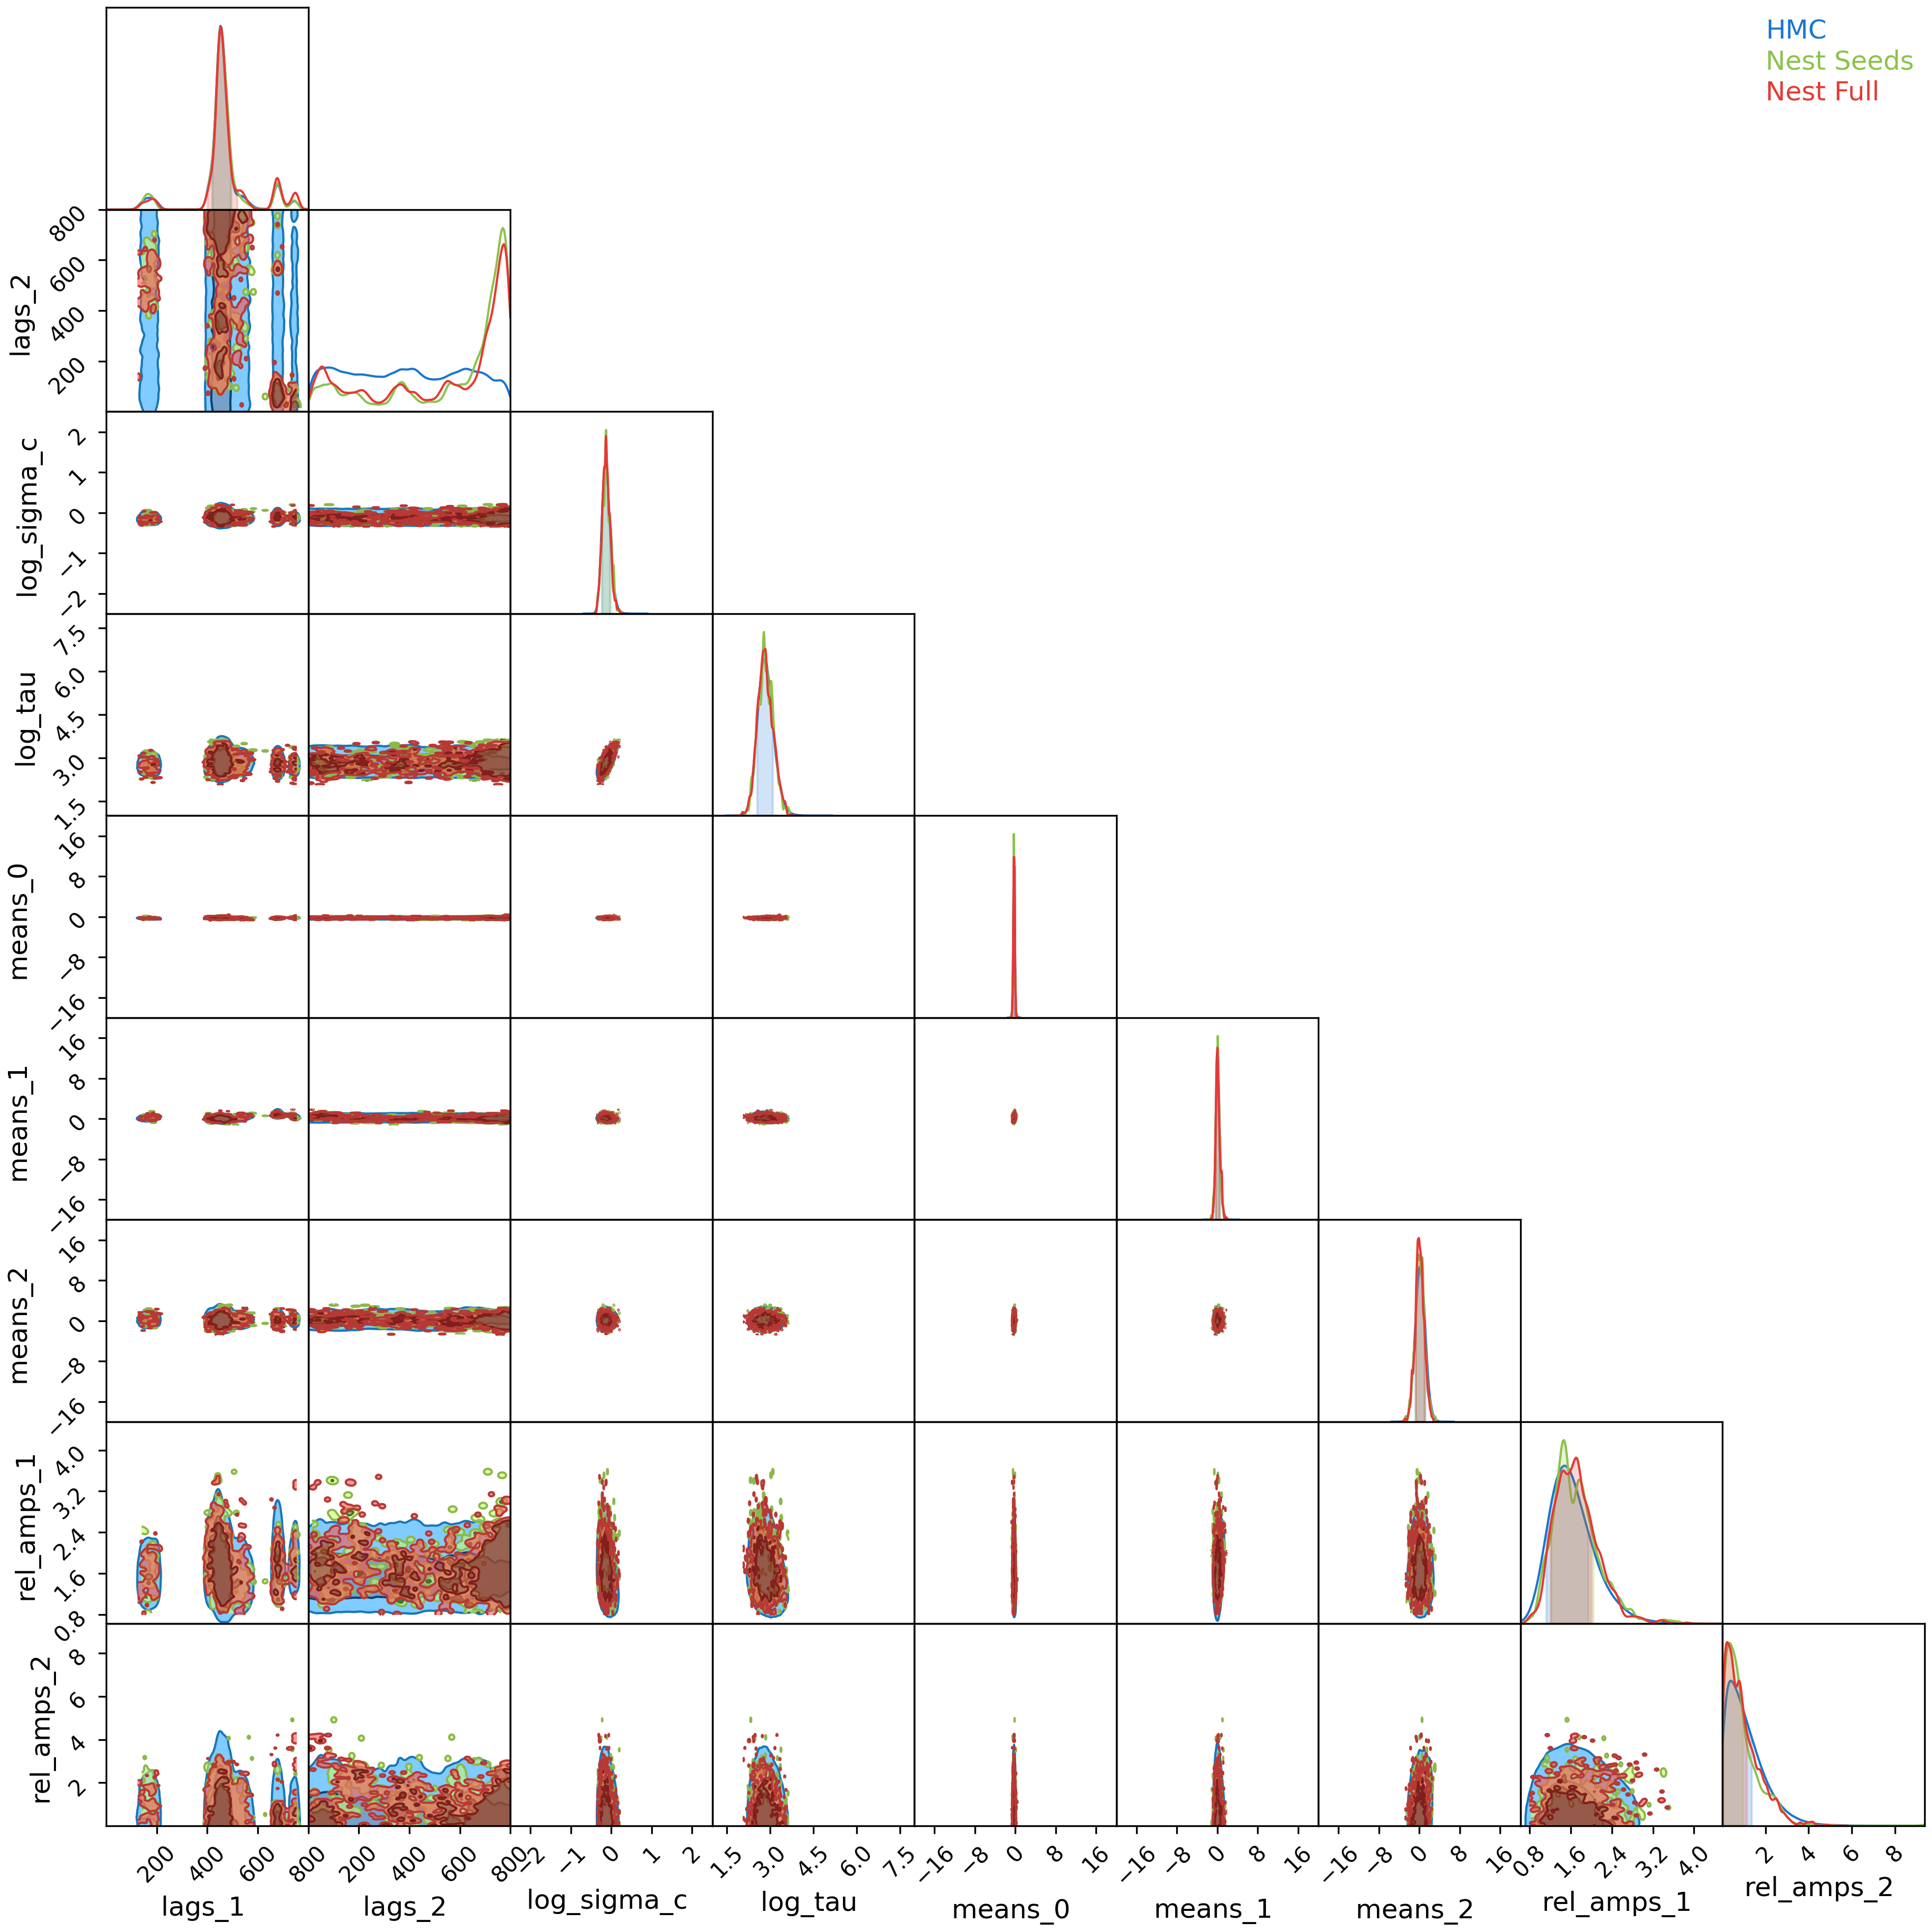 HMC
Nest Seeds
Nest Full
800
600
400
200
lags_2
2
1
0
−1
−2
log_sigma_c
7.5
6.0
4.5
3.0
1.5
log_tau
16
8
0
−8
−16
means_0
16
8
0
−8
−16
means_1
16
8
0
−8
−16
means_2
4.0
3.2
2.4
1.6
0.8
rel_amps_1
8
6
4
2
rel_amps_2
200 400 600 800 200 400 600 800 −2 −1 0 1 2 1.5 3.0 4.5 6.0 7.5 −16 −8 0 8 16 −16 −8 0 8 16 −16 −8 0 8 16 0.8 1.6 2.4 3.2 4.0 2 4 6 8
lags_1 lags_2 log_sigma_c log_tau means_0 means_1 means_2 rel_amps_1 rel_amps_2